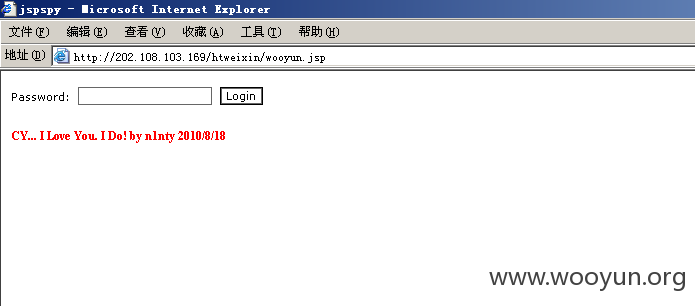 jspspy - Microsoft Internet Explorer
文件(F) 编辑(E) 查看(V) 收藏(A) 工具(T) 帮助(H)
地址(D) http://202.108.103.169/htweixin/wooyun.jsp
Password: Login
CY... I Love You. I Do! by n1nty 2010/8/18
www.wooyun.org